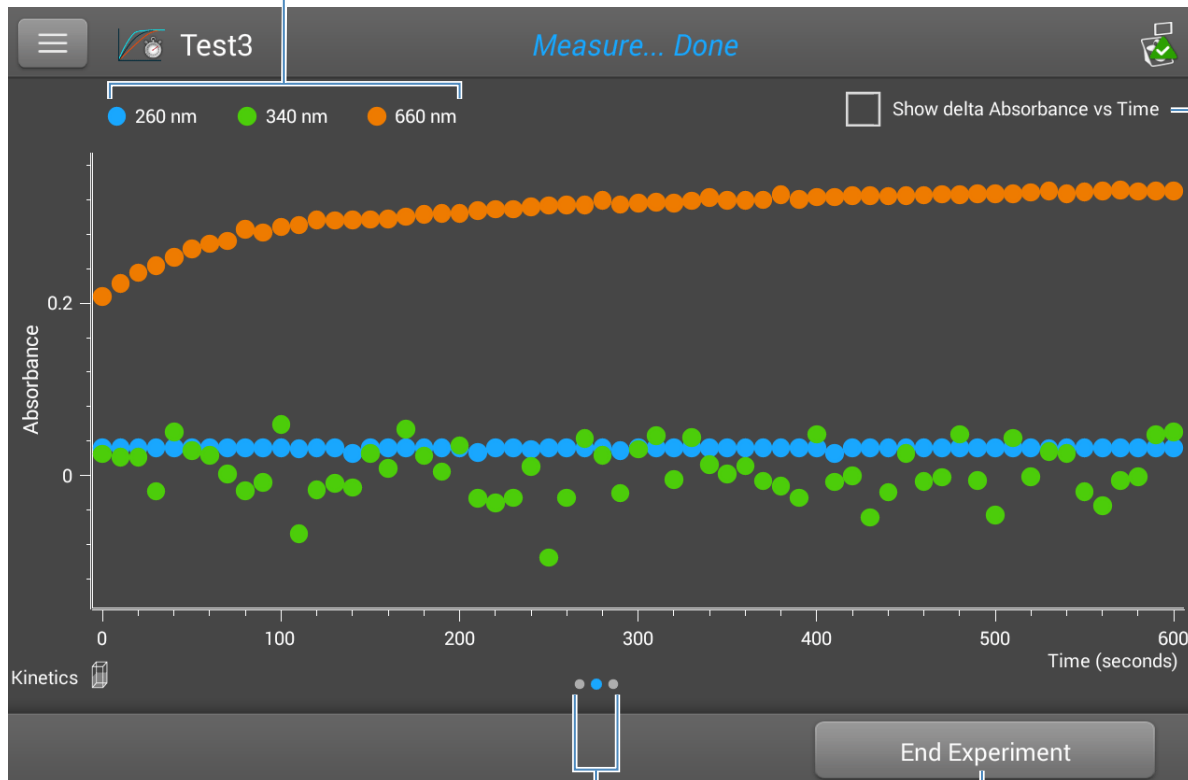 Test3
Measure... Done
260 nm 340 nm 660 nm
Show delta Absorbance vs Time
Absorbance
0.2
0
0 100 200 300 400 500 600
Time (seconds)
Kinetics
End Experiment